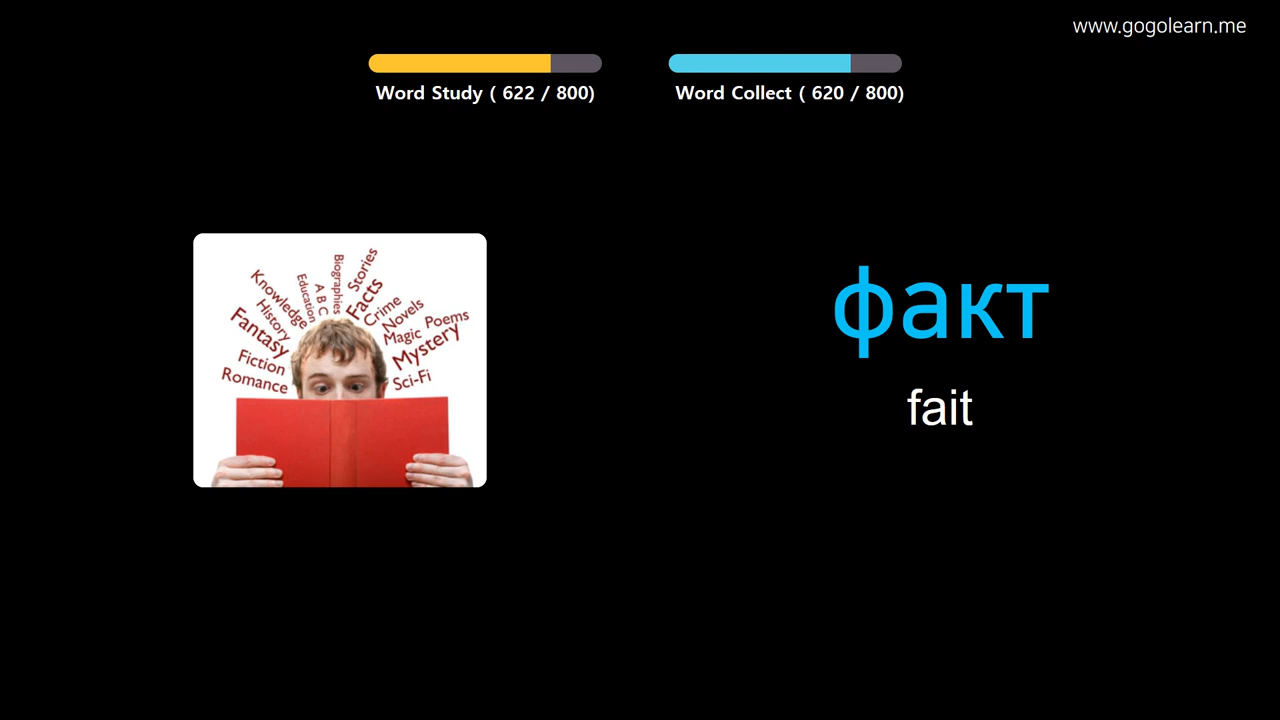 www.gogolearn.me
Word Study ( 622 / 800)
Word Collect ( 620 / 800)
Knowledge
History
Fantasy
Fiction
Romance
Education
A B C
Biographies
Stories
Facts
Crime
Novels
Magic
Poems
Mystery
Sci-Fi
факт
fait